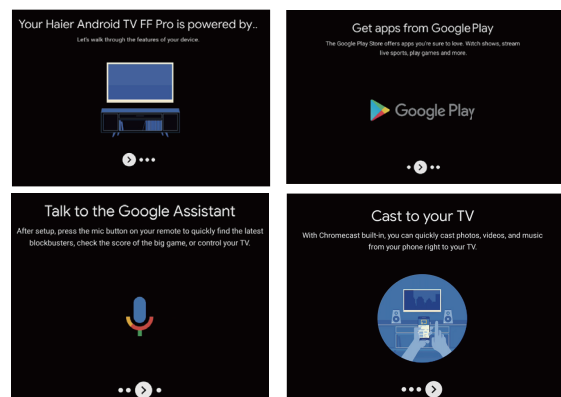 Your Haier Android TV FF Pro is powered by..
Let's walk through the features of your device.
Get apps from Google Play
The Google Play Store offers apps you're sure to love. Witch shows, stream
live sports, play games and more.
Google Play
Talk to the Google Assistant
After setup, press the mic button on your remote to quickly find the latest
blockbusters, check the score of the big game, or control your TV.
Cast to your TV
With Chromecast built-in, you can quickly cast photos, videos, and music
from your phone right to your TV.